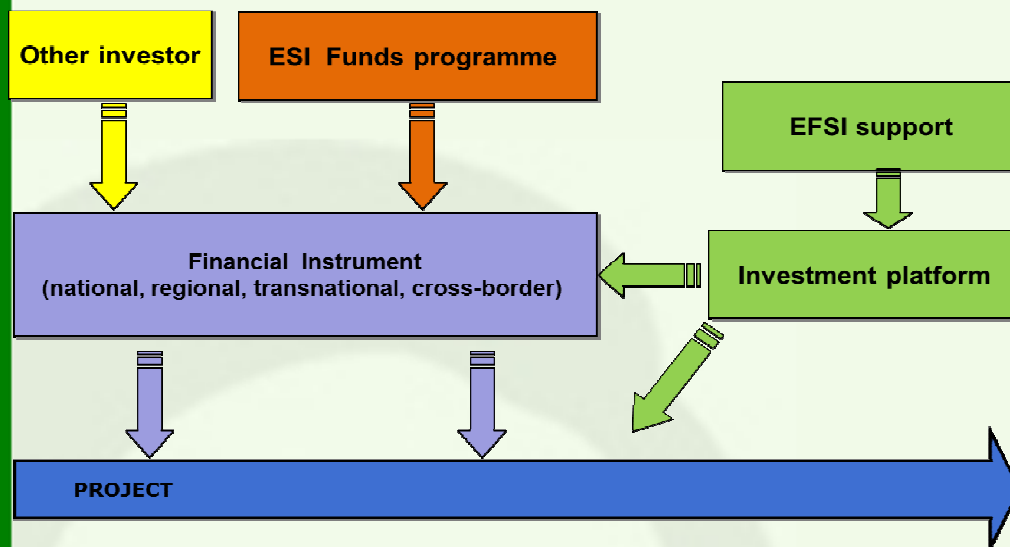 Other investor
ESI Funds programme
EFSI support
Financial Instrument
(national, regional, transnational, cross-border)
Investment platform
PROJECT